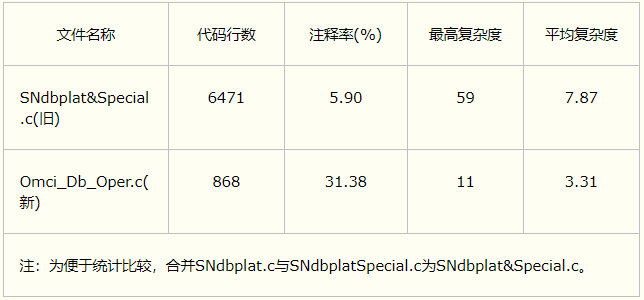 文件名称 代码行数 注释率(%) 最高复杂度 平均复杂度
SNdbplat&Special 6471 5.90 59 7.87
.c(旧)
Omci_Db_Oper.c( 868 31.38 11 3.31
新)
注：为便于统计比较，合并SNdbplat.c与SNdbplatSpecial.c为SNdbplat&Special.c。